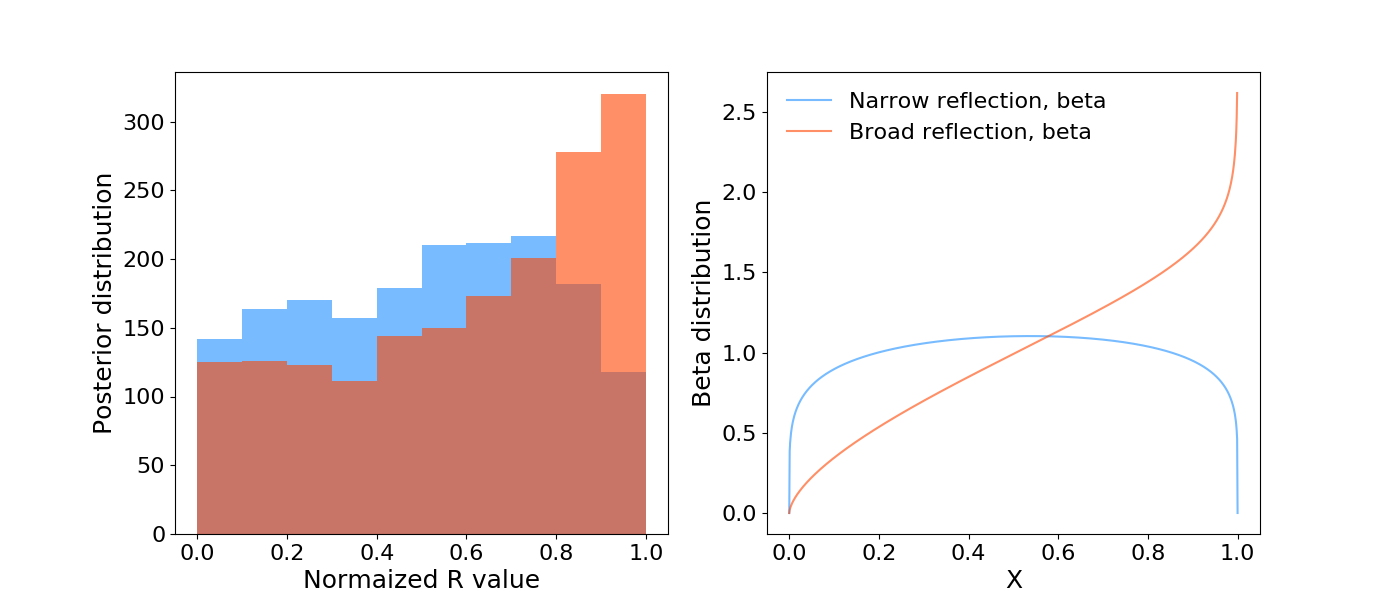 Posterior distribution
300
250
200
150
100
50
0
0.0 0.2 0.4 0.6 0.8 1.0
Normaized R value
Beta distribution
2.5
2.0
1.5
1.0
0.5
0.0
Narrow reflection, beta
Broad reflection, beta
0.0 0.2 0.4 0.6 0.8 1.0
X